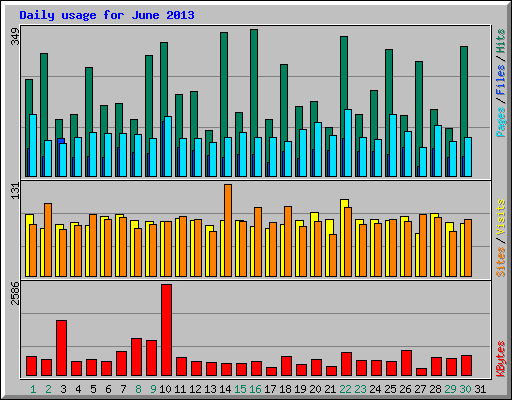 Daily usage for June 2013
349
Pages / Files / Hits
131
Sites / Visits
2586
KBytes
1 2 3 4 5 6 7 8 9 10 11 12 13 14 15 16 17 18 19 20 21 22 23 24 25 26 27 28 29 30 31